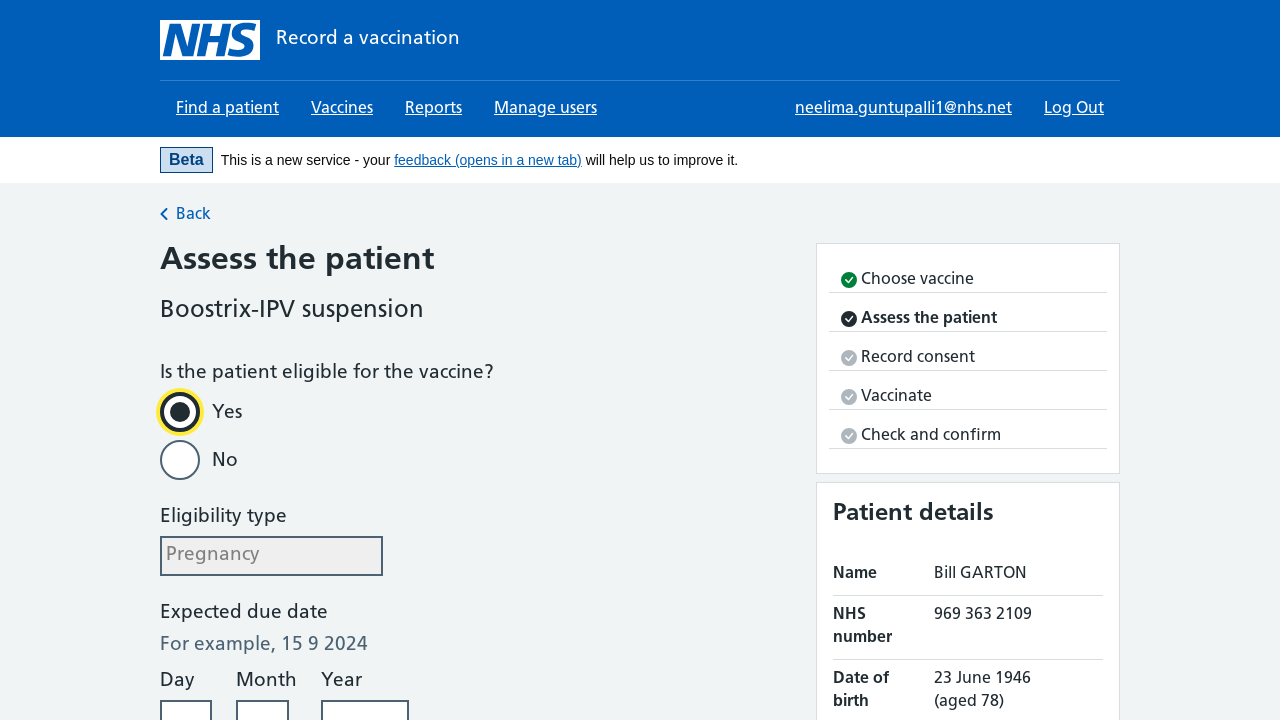 NHS Record a vaccination
Find a patient Vaccines Reports Manage users neelima.guntupalli1@nhs.net Log Out
Beta This is a new service - your feedback (opens in a new tab) will help us to improve it.
Back
Assess the patient
Boostrix-IPV suspension
Is the patient eligible for the vaccine?
Yes
No
Eligibility type
Pregnancy
Expected due date
For example, 15 9 2024
Day Month Year
Choose vaccine
Assess the patient
Record consent
Vaccinate
Check and confirm
Patient details
Name Bill GARTON
NHS 969 363 2109
number
Date of 23 June 1946
birth (aged 78)